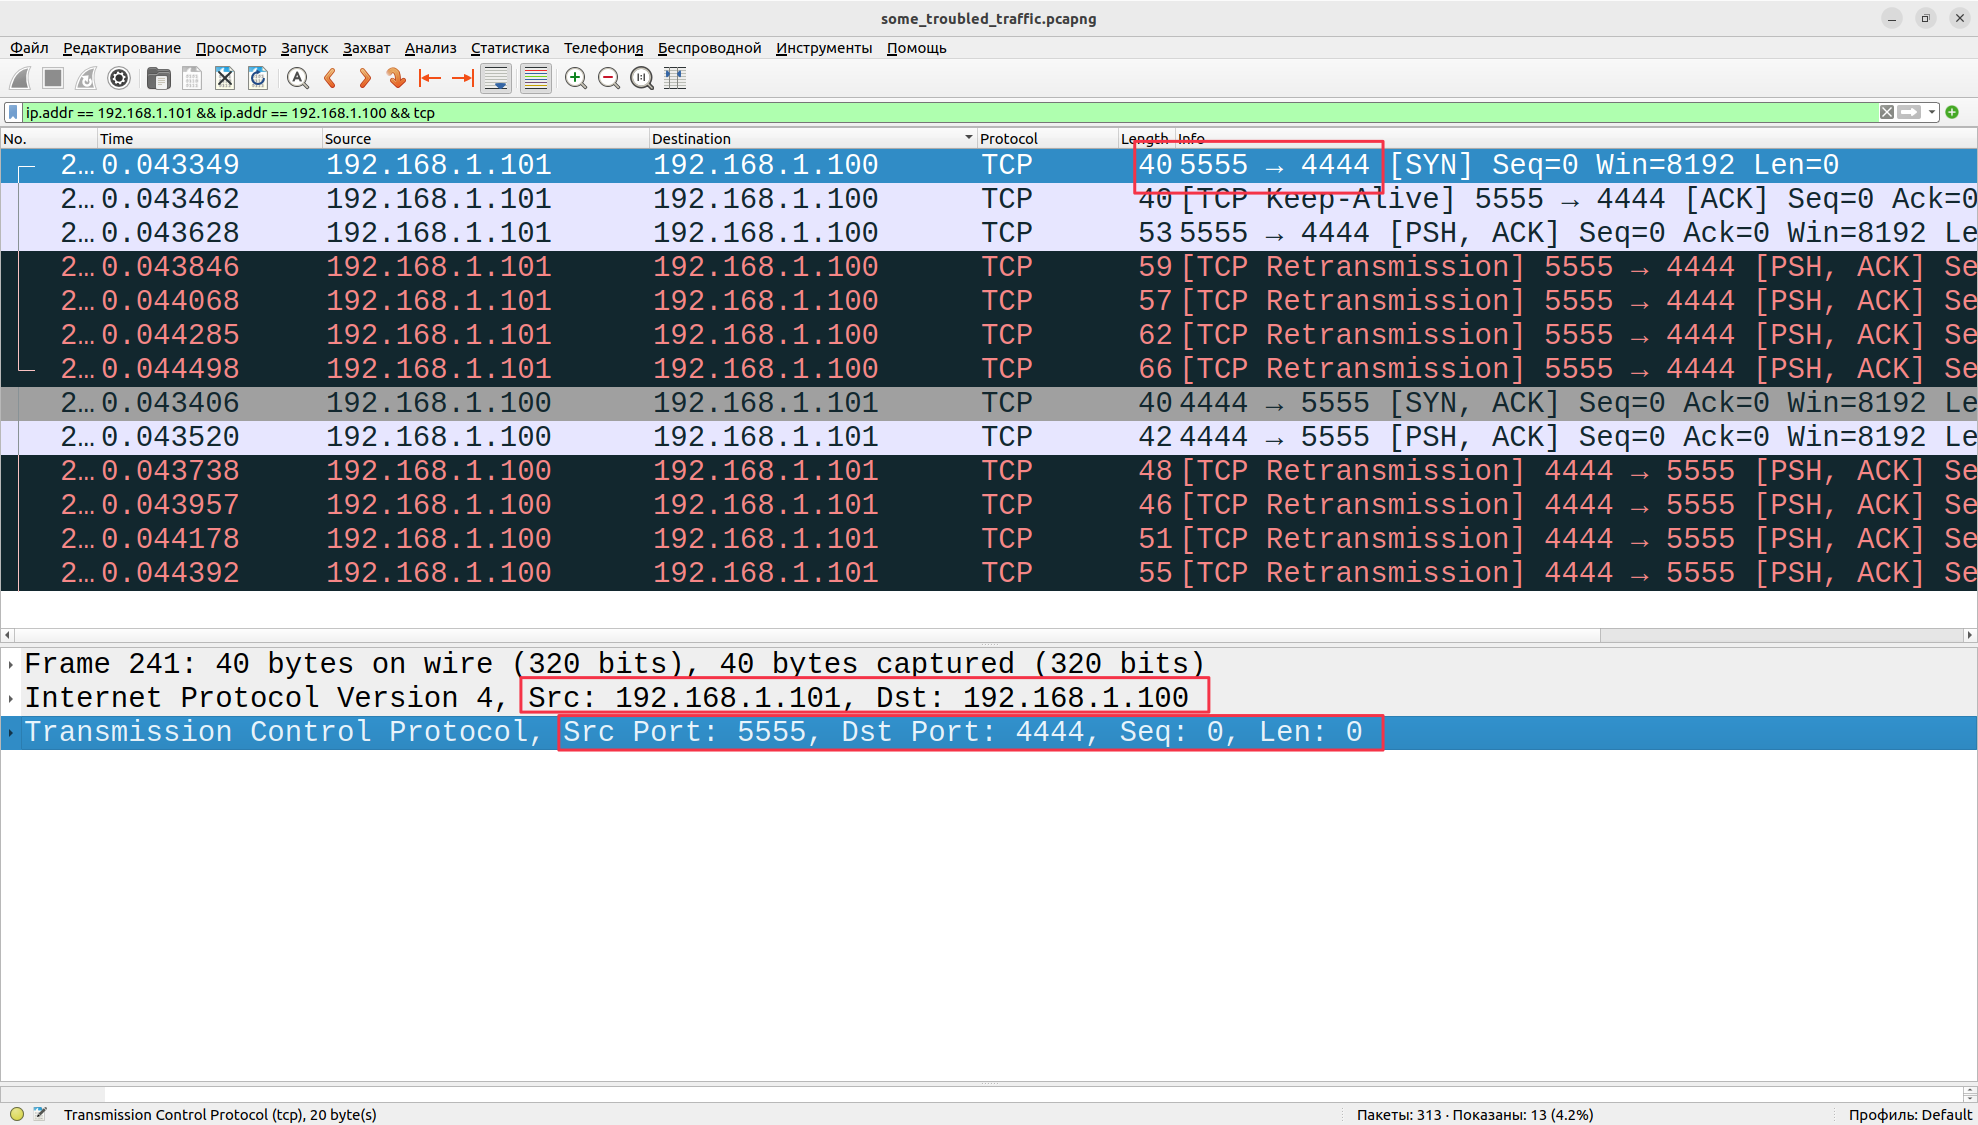 some_troubled_traffic.pcapng
Файл Редактирование Просмотр Запуск Захват Анализ Статистика Телефония Беспроводной Инструменты Помощь
ip.addr == 192.168.1.101 && ip.addr == 192.168.1.100 && tcp
No. Time Source Destination Protocol Length Info
2… 0.043349 192.168.1.101 192.168.1.100 TCP 40 5555 → 4444 [SYN] Seq=0 Win=8192 Len=0
2… 0.043462 192.168.1.101 192.168.1.100 TCP 40 [TCP Keep-Alive] 5555 → 4444 [ACK] Seq=0 Ack=0
2… 0.043628 192.168.1.101 192.168.1.100 TCP 53 5555 → 4444 [PSH, ACK] Seq=0 Ack=0 Win=8192 Le
2… 0.043846 192.168.1.101 192.168.1.100 TCP 59 [TCP Retransmission] 5555 → 4444 [PSH, ACK] Se
2… 0.044068 192.168.1.101 192.168.1.100 TCP 57 [TCP Retransmission] 5555 → 4444 [PSH, ACK] Se
2… 0.044285 192.168.1.101 192.168.1.100 TCP 62 [TCP Retransmission] 5555 → 4444 [PSH, ACK] Se
2… 0.044498 192.168.1.101 192.168.1.100 TCP 66 [TCP Retransmission] 5555 → 4444 [PSH, ACK] Se
2… 0.043406 192.168.1.100 192.168.1.101 TCP 40 4444 → 5555 [SYN, ACK] Seq=0 Ack=0 Win=8192 Le
2… 0.043520 192.168.1.100 192.168.1.101 TCP 42 4444 → 5555 [PSH, ACK] Seq=0 Ack=0 Win=8192 Le
2… 0.043738 192.168.1.100 192.168.1.101 TCP 48 [TCP Retransmission] 4444 → 5555 [PSH, ACK] Se
2… 0.043957 192.168.1.100 192.168.1.101 TCP 46 [TCP Retransmission] 4444 → 5555 [PSH, ACK] Se
2… 0.044178 192.168.1.100 192.168.1.101 TCP 51 [TCP Retransmission] 4444 → 5555 [PSH, ACK] Se
2… 0.044392 192.168.1.100 192.168.1.101 TCP 55 [TCP Retransmission] 4444 → 5555 [PSH, ACK] Se
Frame 241: 40 bytes on wire (320 bits), 40 bytes captured (320 bits)
Internet Protocol Version 4, Src: 192.168.1.101, Dst: 192.168.1.100
Transmission Control Protocol, Src Port: 5555, Dst Port: 4444, Seq: 0, Len: 0
Transmission Control Protocol (tcp), 20 byte(s) Пакеты: 313 · Показаны: 13 (4.2%) Профиль: Default